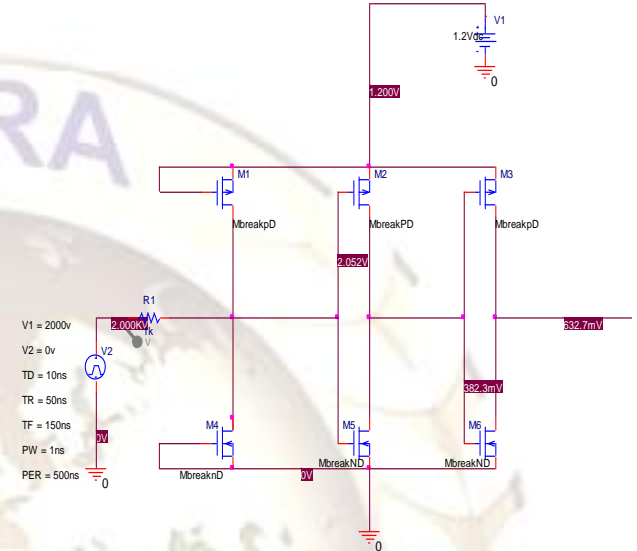 V1
1.2Vdc
0
1.200V
RA
M1
M2
M3
MbreakpD
MbreakPD
MbreakpD
2.052V
R1
2.000KV
1k
V
632.7mV
V1 = 2000v
V2 = 0v
TD = 10ns
TR = 50ns
TF = 150ns
PW = 1ns
PER = 500ns
V2
0V
0
382.3mV
M4
M5
M6
MbreaknD
MbreakND
MbreakND
0V
0